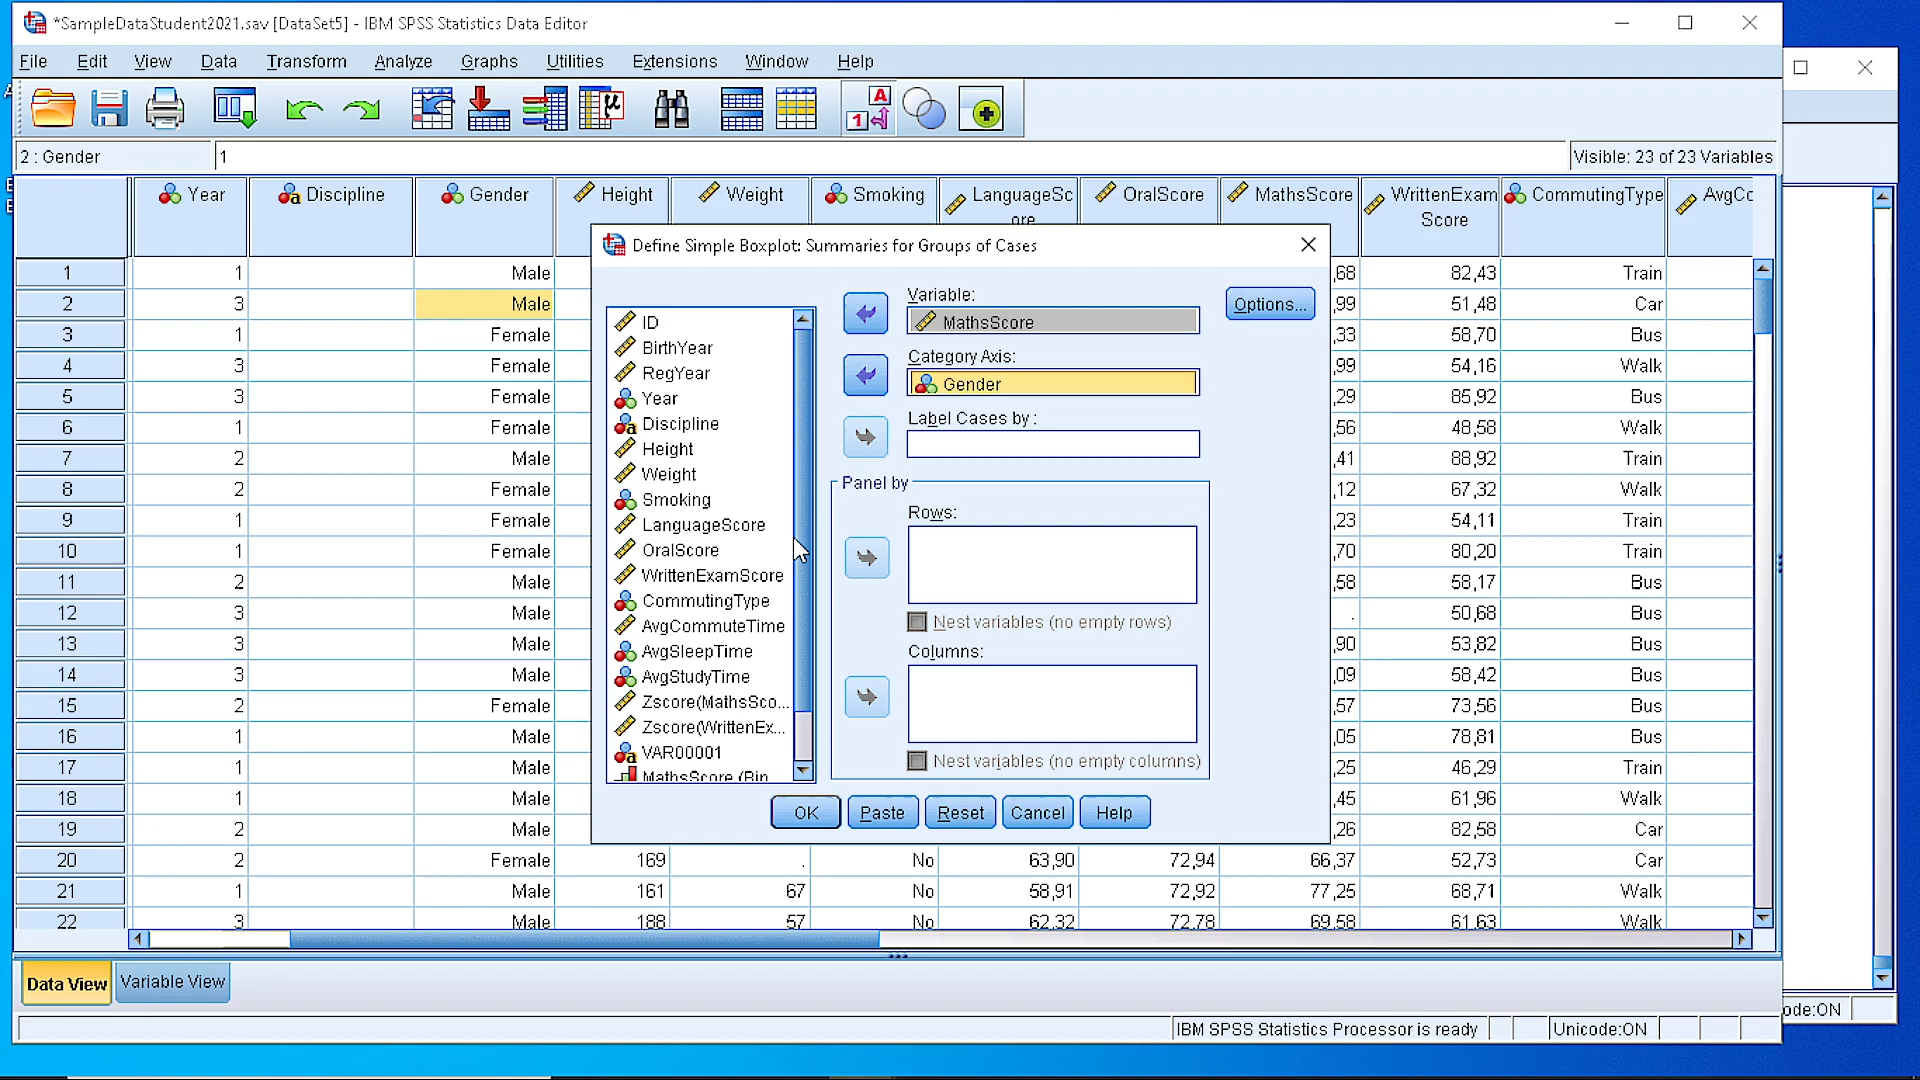 *SampleDataStudent2021.sav [DataSet5] - IBM SPSS Statistics Data Editor
File Edit View Data Transform Analyze Graphs Utilities Extensions Window Help
2 : Gender 1 Visible: 23 of 23 Variables
Year Discipline Gender Height Weight Smoking LanguageSc ore OralScore MathsScore WrittenExam Score CommutingType AvgCo
1 1 Male ,68 82,43 Train
2 3 Male ,99 51,48 Car
3 1 Female ,33 58,70 Bus
4 3 Female ,99 54,16 Walk
5 3 Female ,29 85,92 Bus
6 1 Female ,56 48,58 Walk
7 2 Male ,41 88,92 Train
8 2 Female ,12 67,32 Walk
9 1 Female ,23 54,11 Train
10 1 Female ,70 80,20 Train
11 2 Male ,58 58,17 Bus
12 3 Male . 50,68 Bus
13 3 Male ,90 53,82 Bus
14 3 Male ,09 58,42 Bus
15 2 Female ,57 73,56 Bus
16 1 Male ,05 78,81 Bus
17 1 Male ,25 46,29 Train
18 1 Male ,45 61,96 Walk
19 2 Male ,26 82,58 Car
20 2 Female 169 . No 63,90 72,94 66,37 52,73 Car
21 1 Male 161 67 No 58,91 72,92 77,25 68,71 Walk
22 3 Male 188 57 No 62,32 72,78 69,58 61,63 Walk
Define Simple Boxplot: Summaries for Groups of Cases
ID
BirthYear
RegYear
Year
Discipline
Height
Weight
Smoking
LanguageScore
OralScore
WrittenExamScore
CommutingType
AvgCommuteTime
AvgSleepTime
AvgStudyTime
Zscore(MathsSco...
Zscore(WrittenEx...
VAR00001
MathsScore (Bin
Variable:
MathsScore
Options...
Category Axis:
Gender
Label Cases by :
Panel by
Rows:
Nest variables (no empty rows)
Columns:
Nest variables (no empty columns)
OK Paste Reset Cancel Help
Data View Variable View
IBM SPSS Statistics Processor is ready Unicode:ON
ode:ON